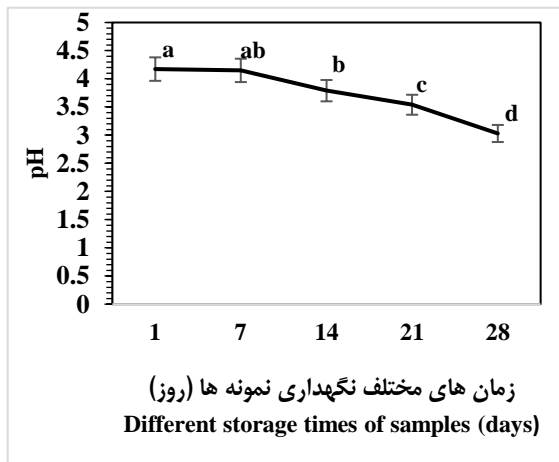 5
4.5
4
3.5
3
2.5
2
1.5
1
0.5
0
pH
a
ab
b
c
d
1 7 14 21 28
زمان های مختلف نگهداری نمونه ها (روز)
Different storage times of samples (days)